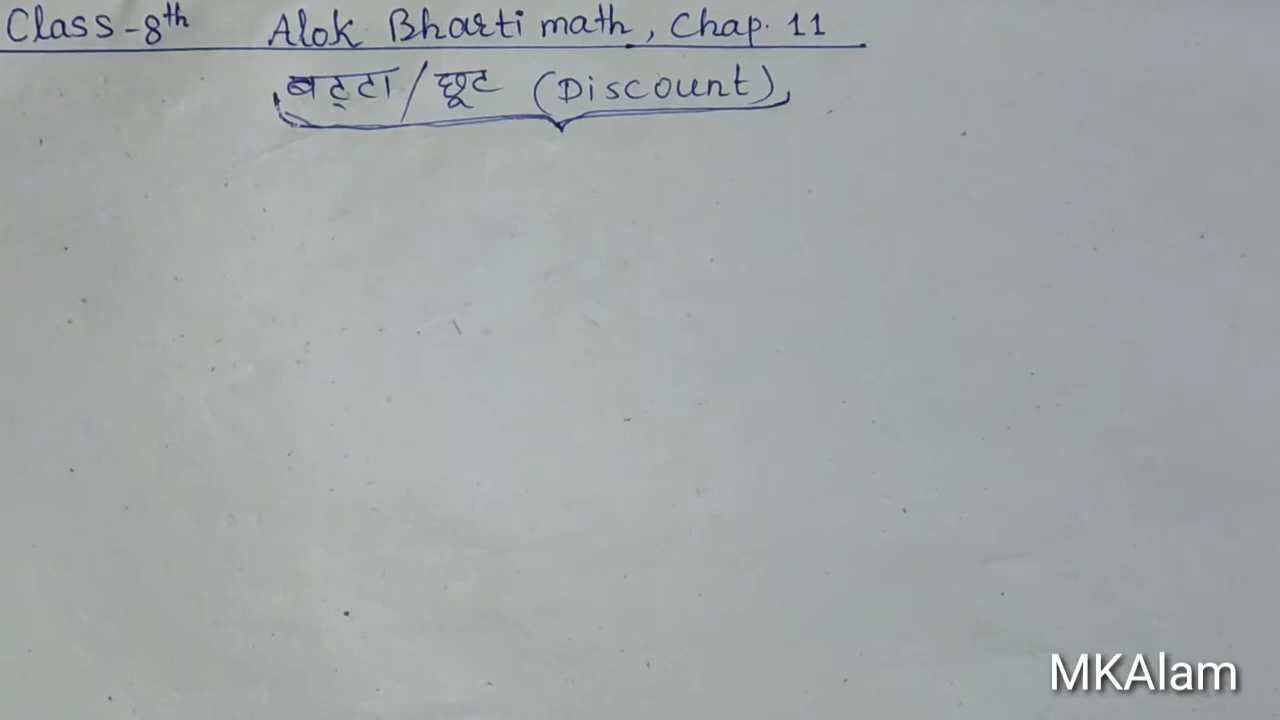 Class-8th Alok Bharti math, Chap. 11
बट्टा/छूट (Discount)
MKAlam